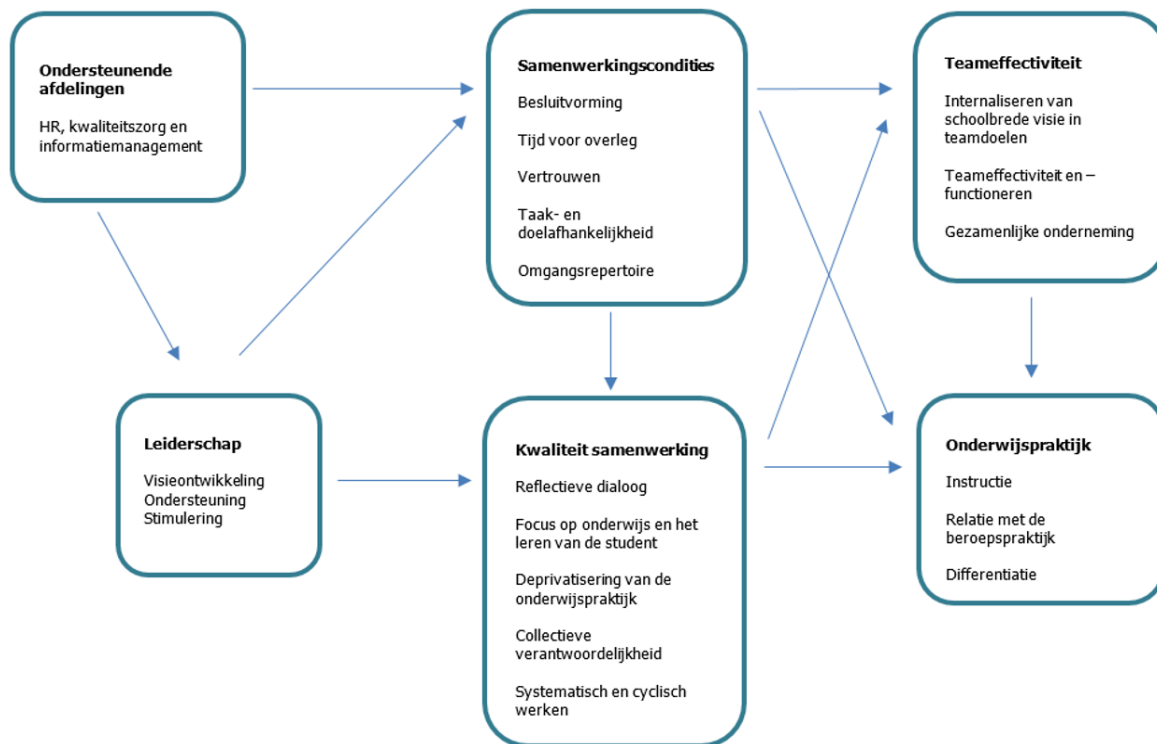 Ondersteunende
afdelingen
HR, kwaliteitszorg en
informatiemanagement
Samenwerkingscondities
Besluitvorming
Tijd voor overleg
Vertrouwen
Taak- en
doelafhankelijkheid
Omgangsrepertoire
Teameffectiviteit
Internaliseren van
schoolbrede visie in
teamdoelen
Teameffectiviteit en –
functioneren
Gezamenlijke onderneming
Leiderschap
Visieontwikkeling
Ondersteuning
Stimulering
Kwaliteit samenwerking
Reflectieve dialoog
Focus op onderwijs en het
leren van de student
Deprivatisering van de
onderwijspraktijk
Collectieve
verantwoordelijkheid
Systematisch en cyclisch
werken
Onderwijspraktijk
Instructie
Relatie met de
beroepspraktijk
Differentiatie